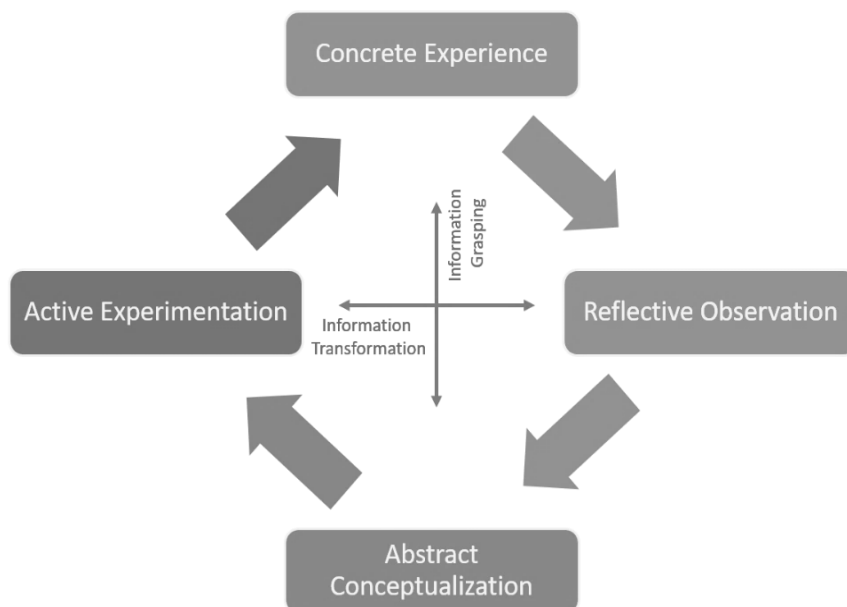 Concrete Experience
Information
Grasping
Active Experimentation
Reflective Observation
Information
Transformation
Abstract
Conceptualization